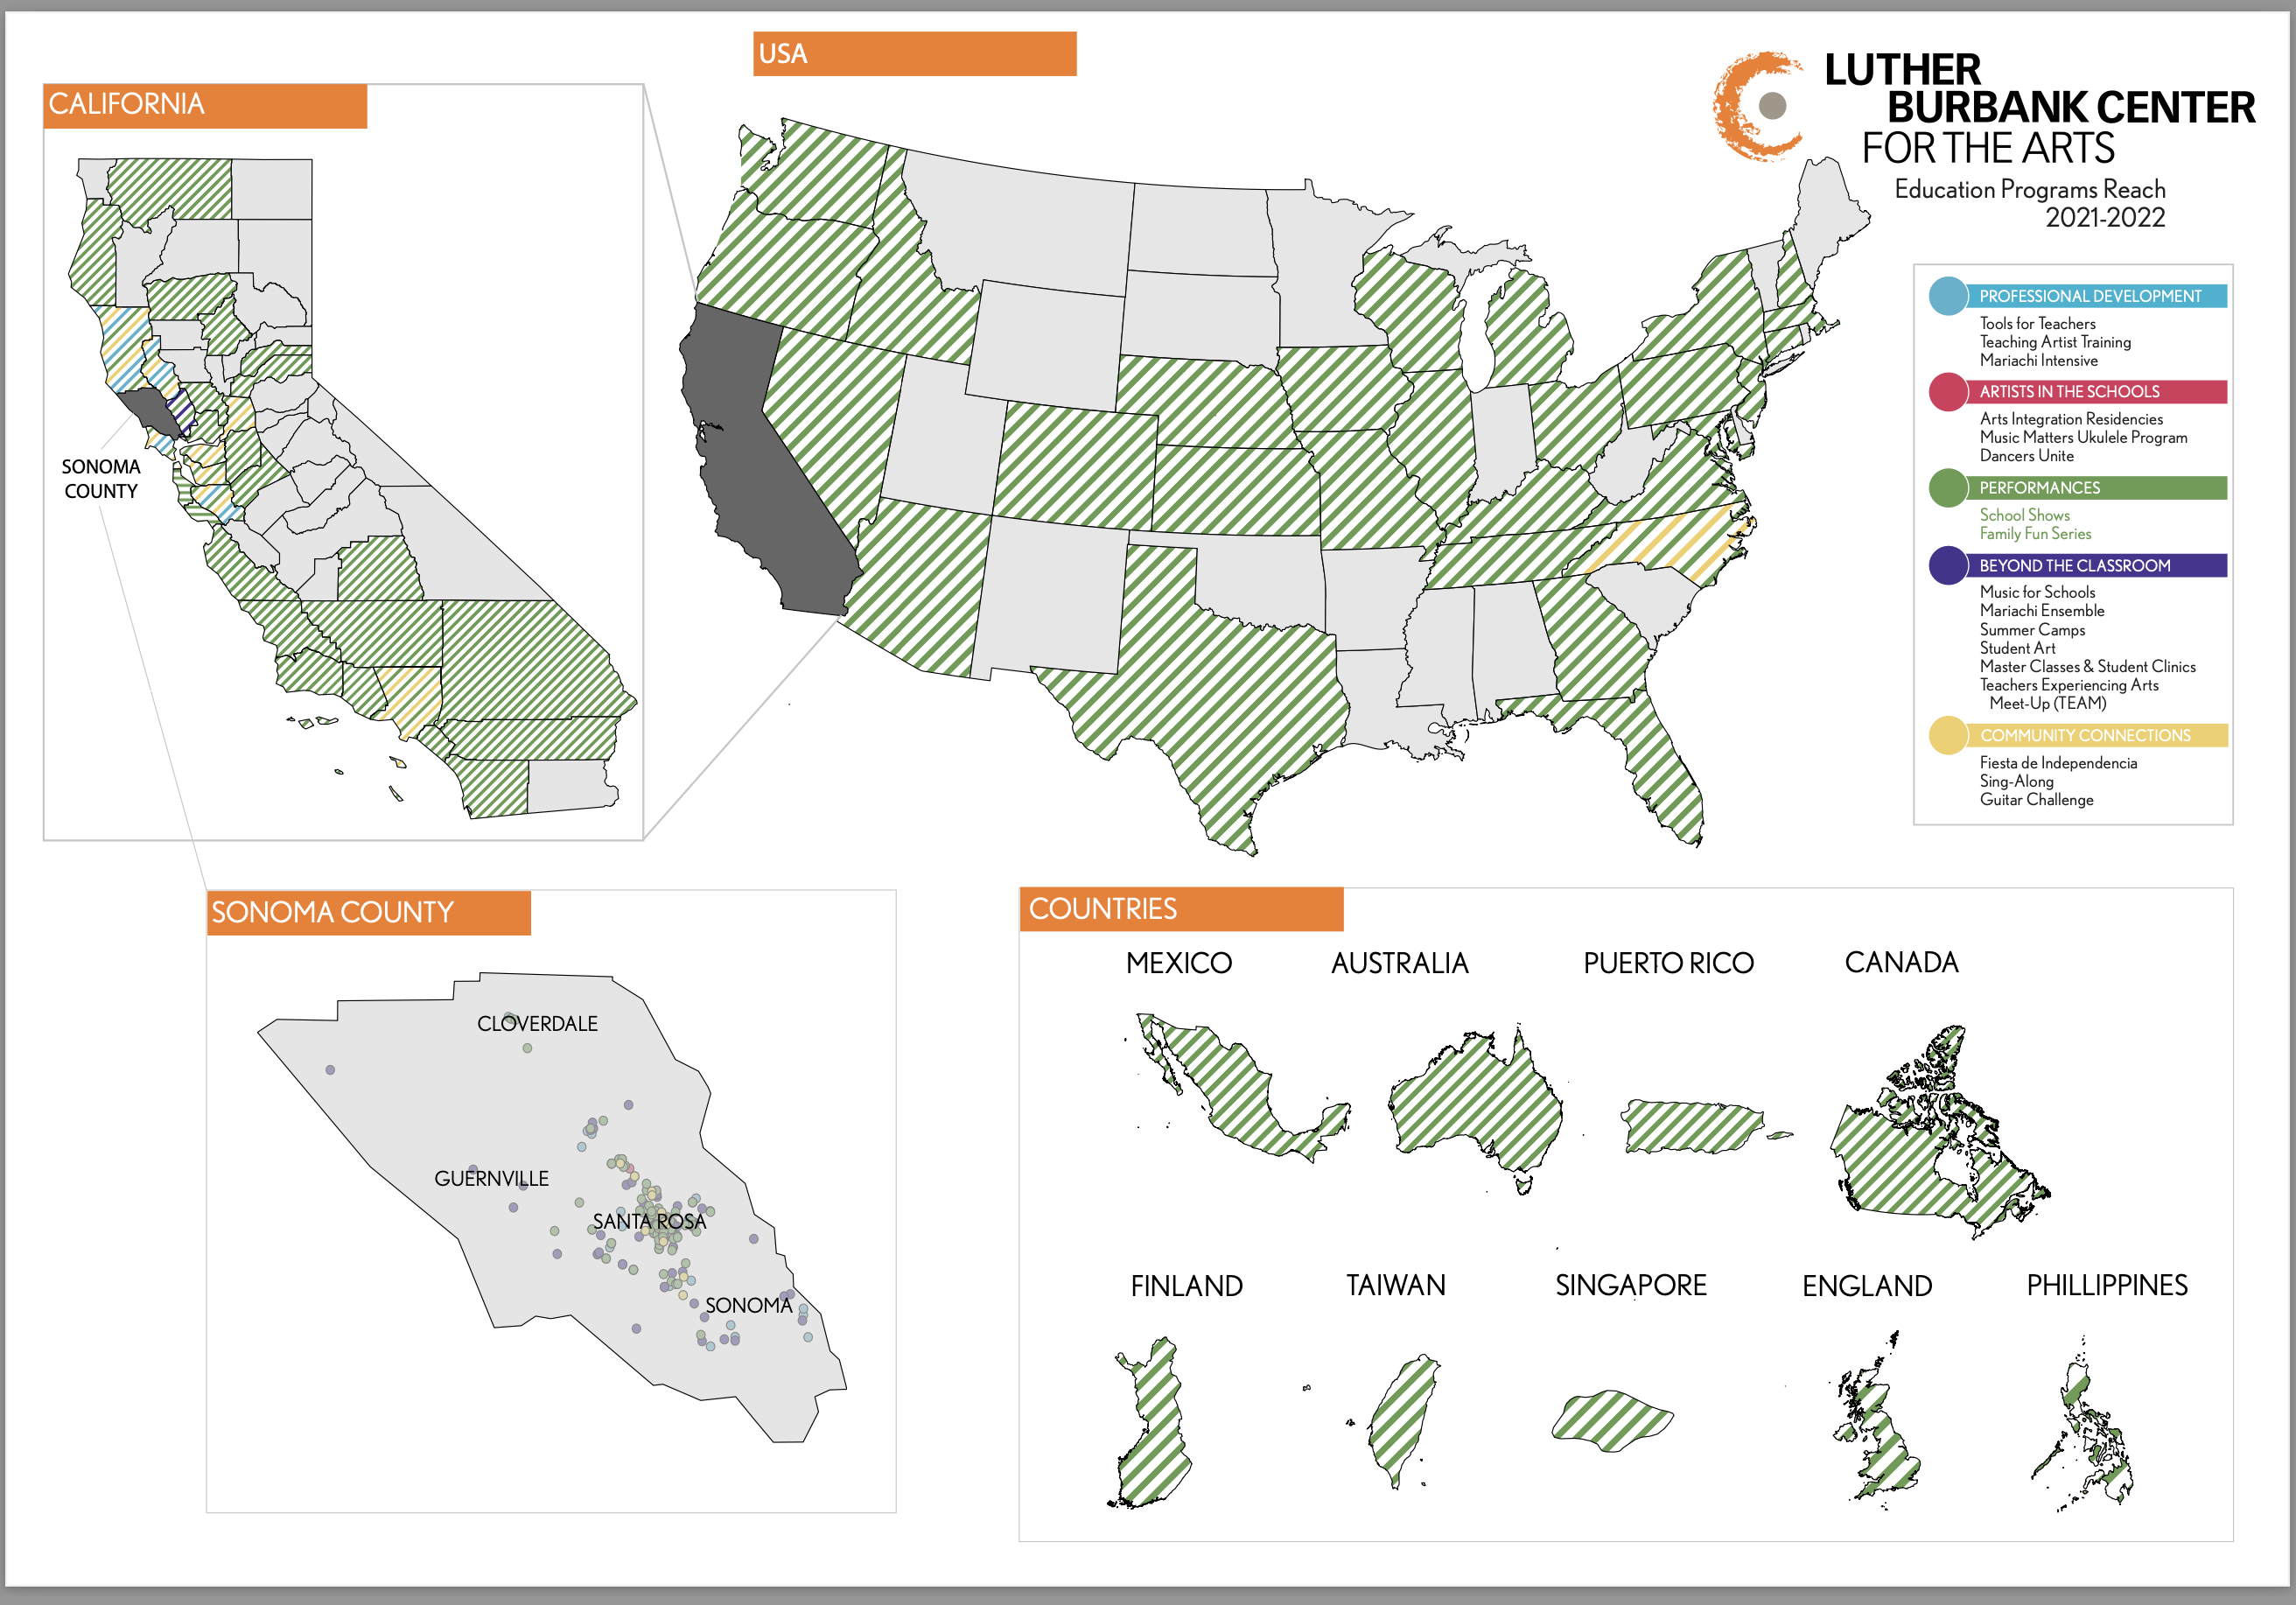 USA
LUTHER
BURBANK CENTER
FOR THE ARTS
Education Programs Reach
2021-2022
CALIFORNIA
SONOMA
COUNTY
PROFESSIONAL DEVELOPMENT
Tools for Teachers
Teaching Artist Training
Mariachi Intensive
ARTISTS IN THE SCHOOLS
Arts Integration Residencies
Music Matters Ukulele Program
Dancers Unite
PERFORMANCES
School Shows
Family Fun Series
BEYOND THE CLASSROOM
Music for Schools
Mariachi Ensemble
Summer Camps
Student Art
Master Classes & Student Clinics
Teachers Experiencing Arts
Meet-Up (TEAM)
COMMUNITY CONNECTIONS
Fiesta de Independencia
Sing-Along
Guitar Challenge
SONOMA COUNTY
CLOVERDALE
GUERNVILLE
SANTA ROSA
SONOMA
COUNTRIES
MEXICO AUSTRALIA PUERTO RICO CANADA
FINLAND TAIWAN SINGAPORE ENGLAND PHILLIPPINES